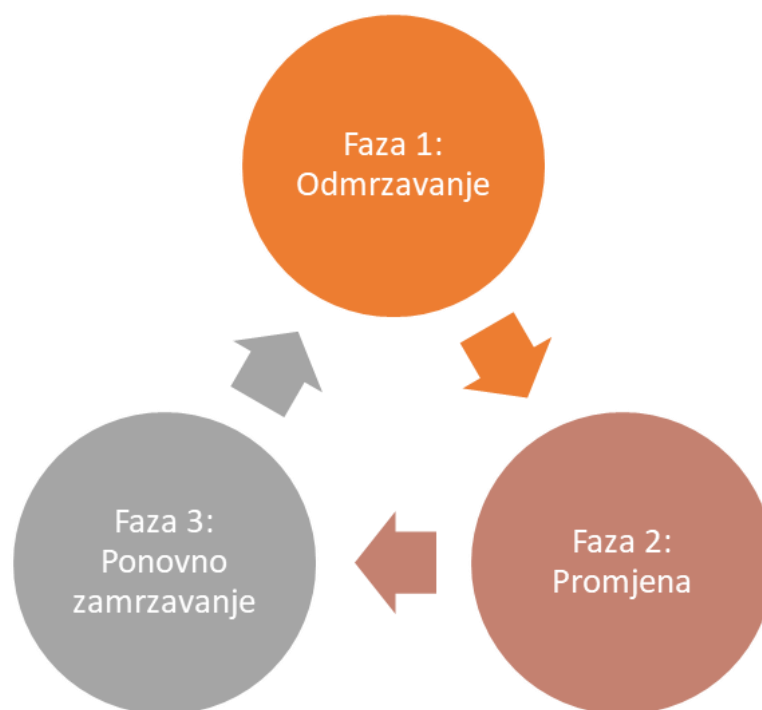 Faza 1:
Odmrzavanje
Faza 2:
Promjena
Faza 3:
Ponovno
zamrzavanje